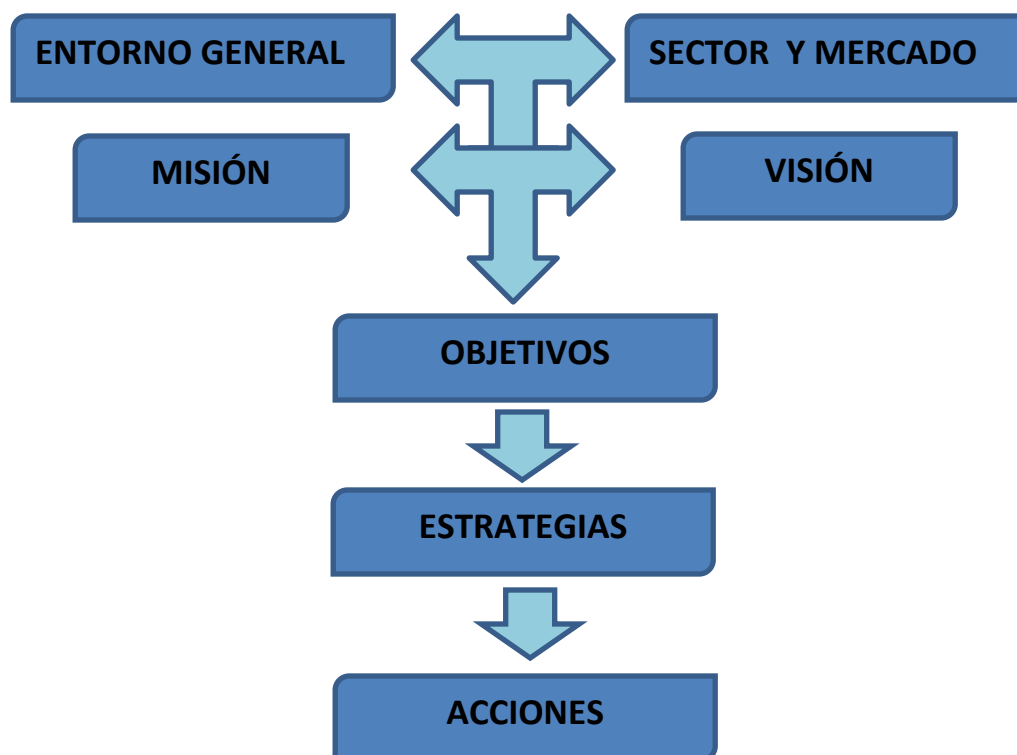 ENTORNO GENERAL
SECTOR Y MERCADO
MISIÓN
VISIÓN
OBJETIVOS
ESTRATEGIAS
ACCIONES